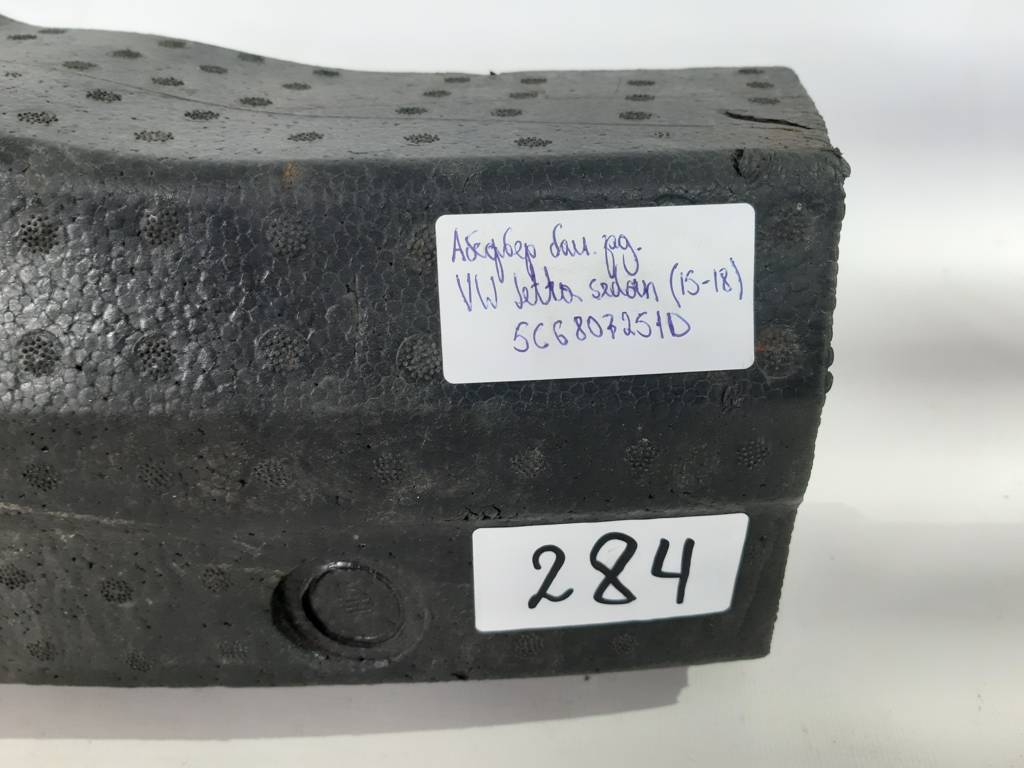 Абсорбер бам. зад.
VW Jetta sedan (15-18)
5C6807251D
284